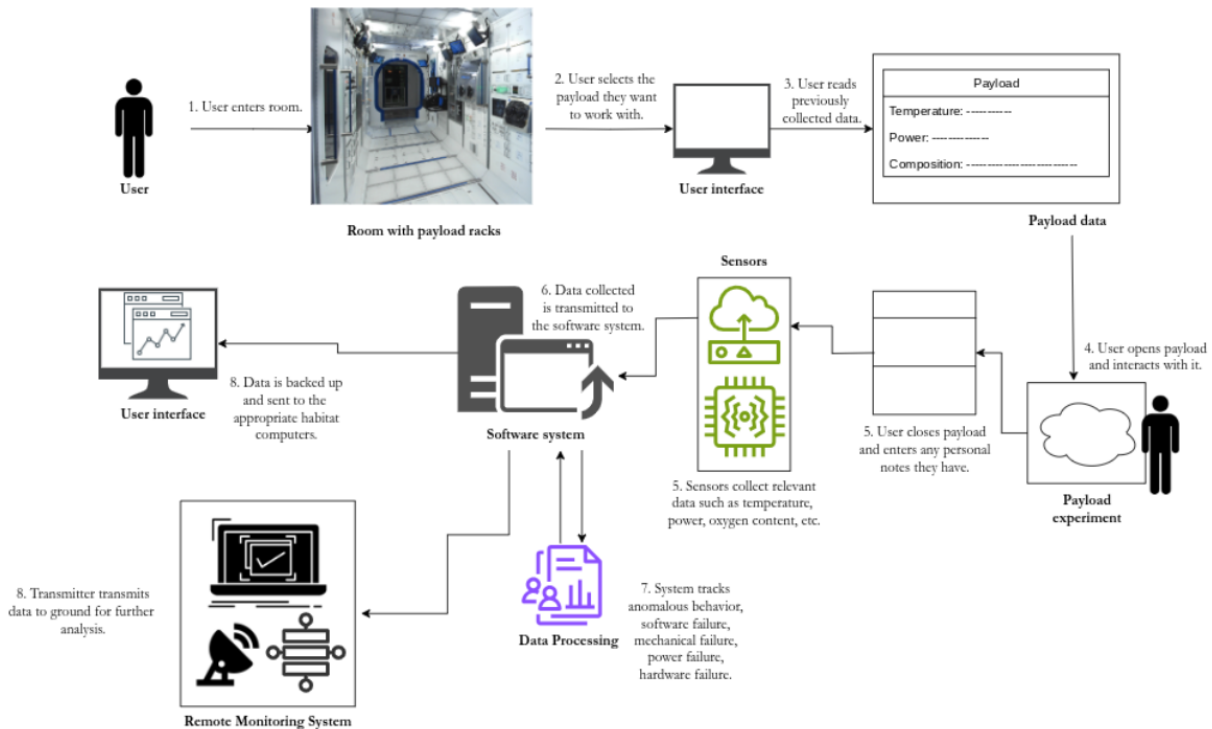 1. User enters room.
User
Room with payload racks
2. User selects the
payload they want
to work with.
User interface
3. User reads
previously
collected data.
Payload
Temperature: -----------
Power: --------------
Composition: ---------------------------
Payload data
4. User opens payload
and interacts with it.
Payload
experiment
5. User closes payload
and enters any personal
notes they have.
Sensors
5. Sensors collect relevant
data such as temperature,
power, oxygen content, etc.
6. Data collected
is transmitted to
the software system.
Software system
8. Data is backed up
and sent to the
appropriate habitat
computers.
User interface
7. System tracks
anomalous behavior,
software failure,
mechanical failure,
power failure,
hardware failure.
Data Processing
8. Transmitter transmits
data to ground for further
analysis.
Remote Monitoring System